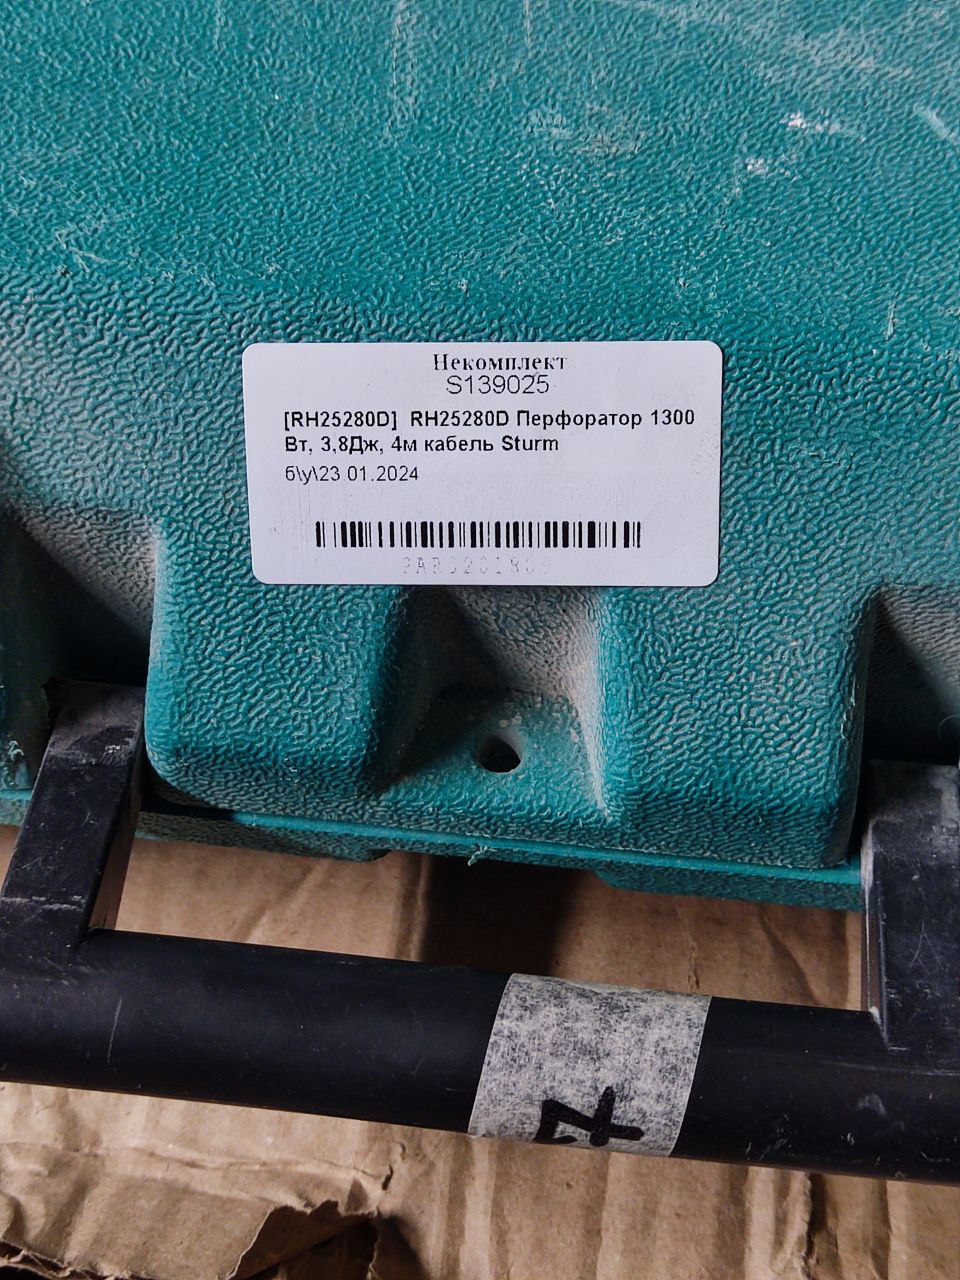 Некомплект
S139025
[RH25280D] RH25280D Перфоратор 1300
Вт, 3,8Дж, 4м кабель Sturm
б\у\23 01.2024